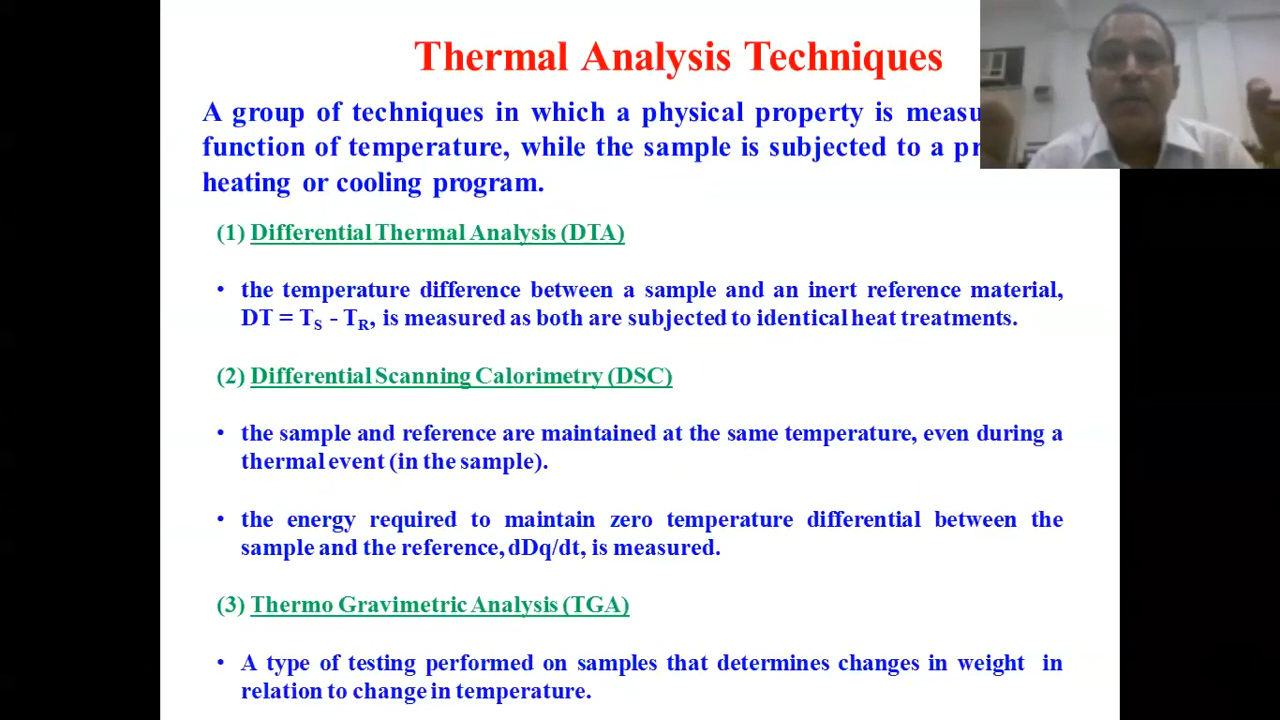 Thermal Analysis Techniques
A group of techniques in which a physical property is
function of temperature, while the sample is subjected to a
heating or cooling program.
(1) Differential Thermal Analysis (DTA)
• the temperature difference between a sample and an inert reference material,
DT = TS - TR, is measured as both are subjected to identical heat treatments.
(2) Differential Scanning Calorimetry (DSC)
• the sample and reference are maintained at the same temperature, even during a
thermal event (in the sample).
• the energy required to maintain zero temperature differential between the
sample and the reference, dDq/dt, is measured.
(3) Thermo Gravimetric Analysis (TGA)
• A type of testing performed on samples that determines changes in weight in
relation to change in temperature.